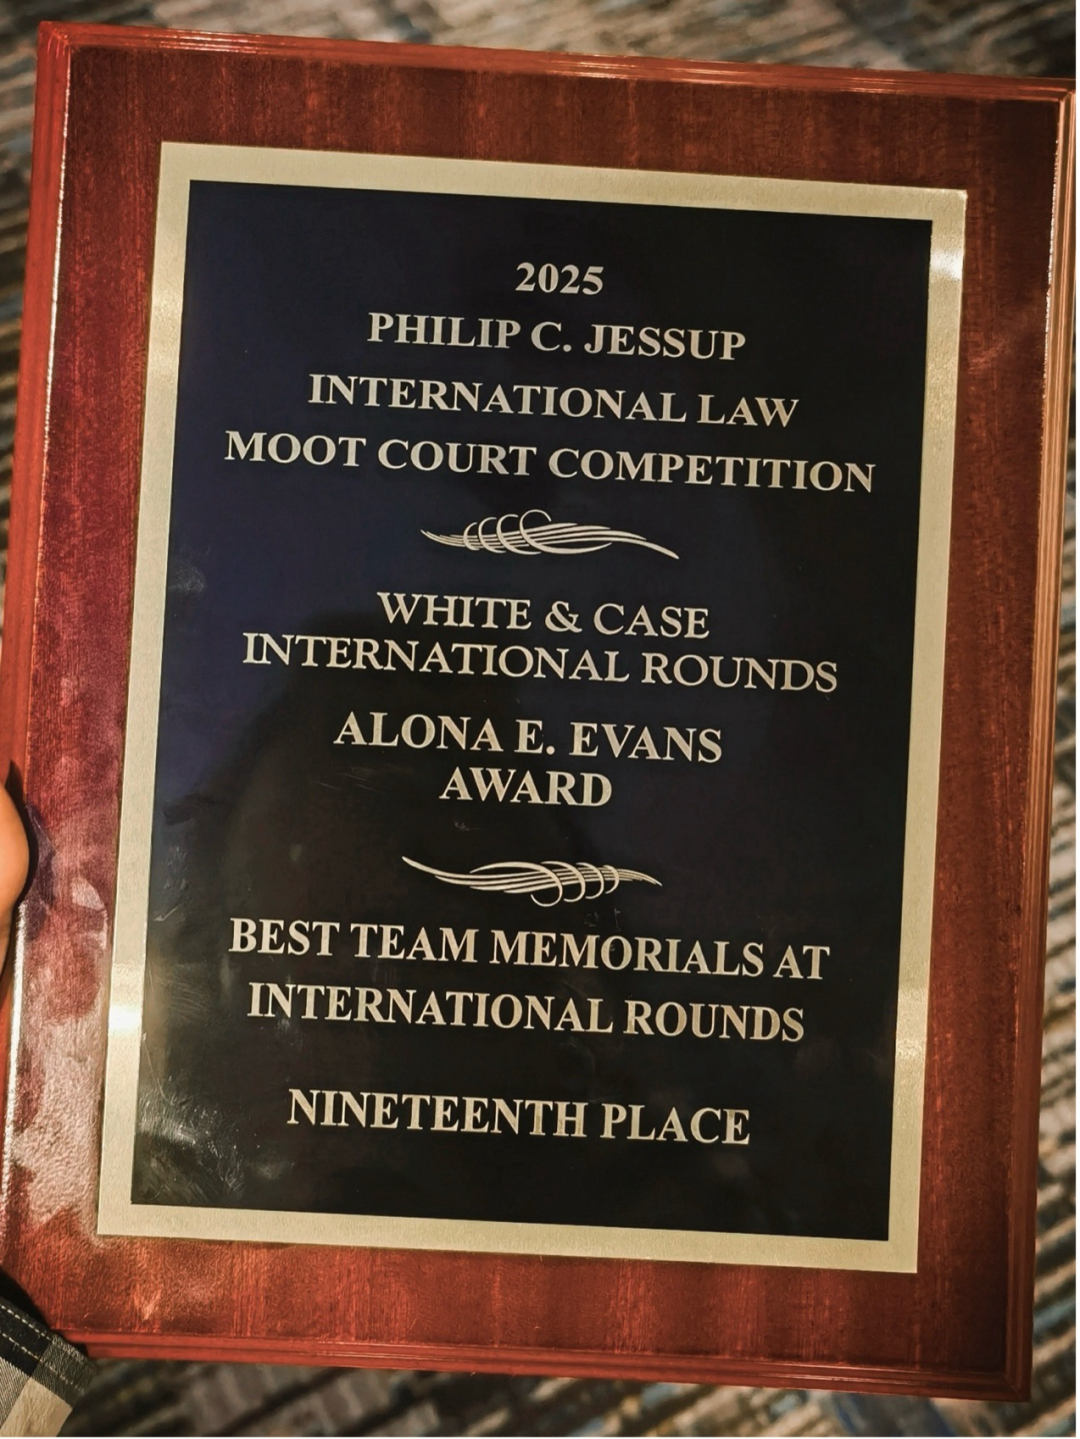 2025
PHILIP C. JESSUP
INTERNATIONAL LAW
MOOT COURT COMPETITION
WHITE & CASE
INTERNATIONAL ROUNDS
ALONA E. EVANS
AWARD
BEST TEAM MEMORIALS AT
INTERNATIONAL ROUNDS
NINETEENTH PLACE